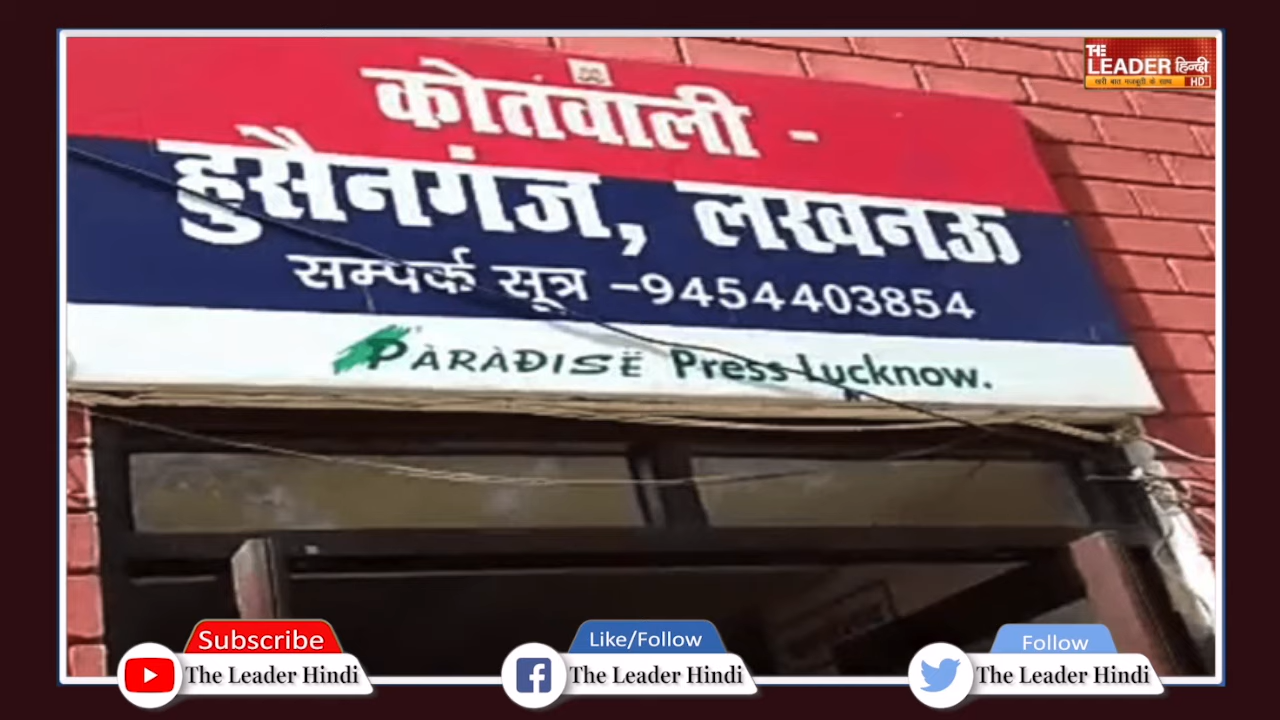 THE
LEADER हिन्दी
HD
कोतवाली -
हुसैनगंज, लखनऊ
सम्पर्क सूत्र -9454403854
PÀRÀĐISË Press Lucknow.
Subscribe
The Leader Hindi
Like/Follow
The Leader Hindi
Follow
The Leader Hindi